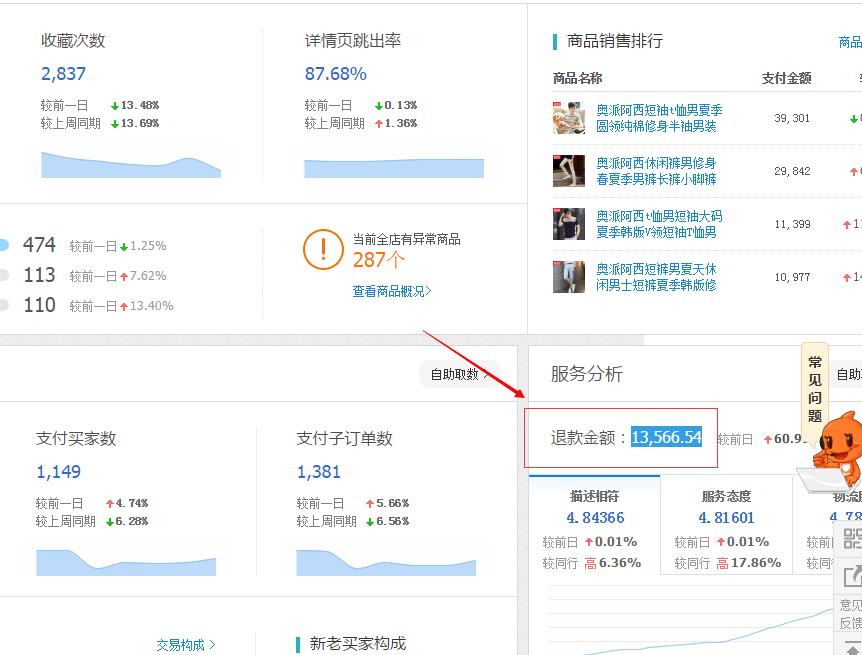 收藏次数
2,837
较前一日 13.48%
较上周同期 13.69%
详情页跳出率
87.68%
较前一日 0.13%
较上周同期 1.36%
474 较前一日 1.25%
113 较前一日 7.62%
110 较前一日 13.40%
当前全店有异常商品
287个
查看商品概况>
商品销售排行
商品
商品名称 支付金额
奥派阿西短袖t恤男夏季
圆领纯棉修身半袖男装
39,301
奥派阿西休闲裤男修身
春夏季男裤长裤小脚裤
29,842
奥派阿西t恤男短袖大码
夏季韩版V领短袖T恤男
11,399
奥派阿西短裤男夏天休
闲男士短裤夏季韩版修
10,977
自助取数>
支付买家数
1,149
较前一日 4.74%
较上周同期 6.28%
支付子订单数
1,381
较前一日 5.66%
较上周同期 6.56%
交易构成>
新老买家构成
服务分析
自助
常见问题
退款金额：13,566.54 较前日 60.9
描述相符
4.84366
较前日 0.01%
较同行 高 6.36%
服务态度
4.81601
较前日 0.01%
较同行 高 17.86%
物流
4.78
较前
较同
意见
反馈